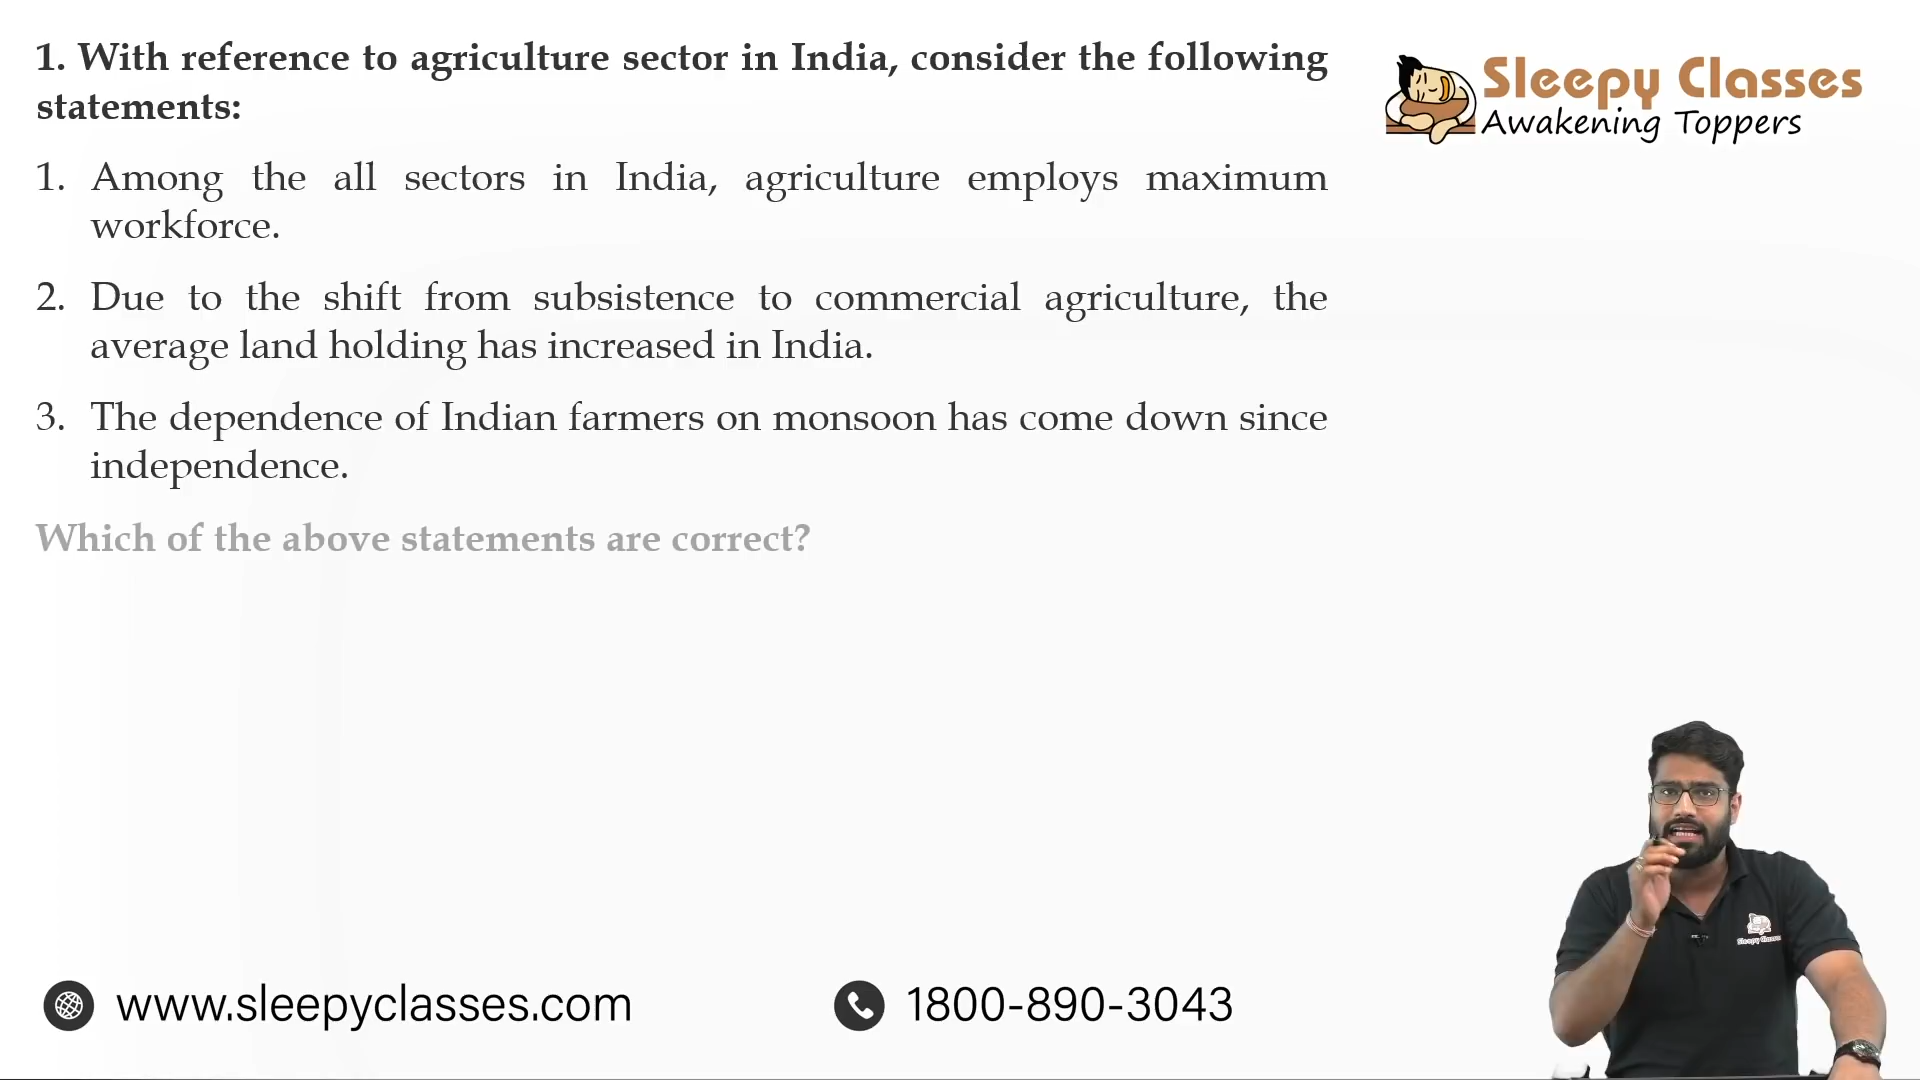 1. With reference to agriculture sector in India, consider the following
statements:
1. Among the all sectors in India, agriculture employs maximum
workforce.
2. Due to the shift from subsistence to commercial agriculture, the
average land holding has increased in India.
3. The dependence of Indian farmers on monsoon has come down since
independence.
Which of the above statements are correct?
Sleepy Classes
Awakening Toppers
Sleepy Classes
www.sleepyclasses.com
1800-890-3043